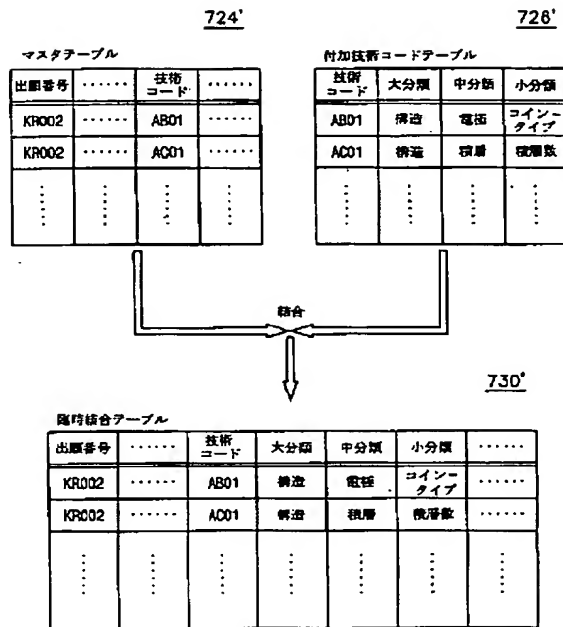 724' 728'
マスタテーブル 付加技術コードテーブル
出願番号 ...... 技術コード ......
KR002 ...... AB01 ......
KR002 ...... AC01 ......
技術コード 大分類 中分類 小分類
AB01 構造 電極 コインータイプ
AC01 構造 積層 積層数
結合
730'
臨時結合テーブル
出願番号 ...... 技術コード 大分類 中分類 小分類 ......
KR002 ...... AB01 構造 電極 コインータイプ ......
KR002 ...... AC01 構造 積層 積層数 ......